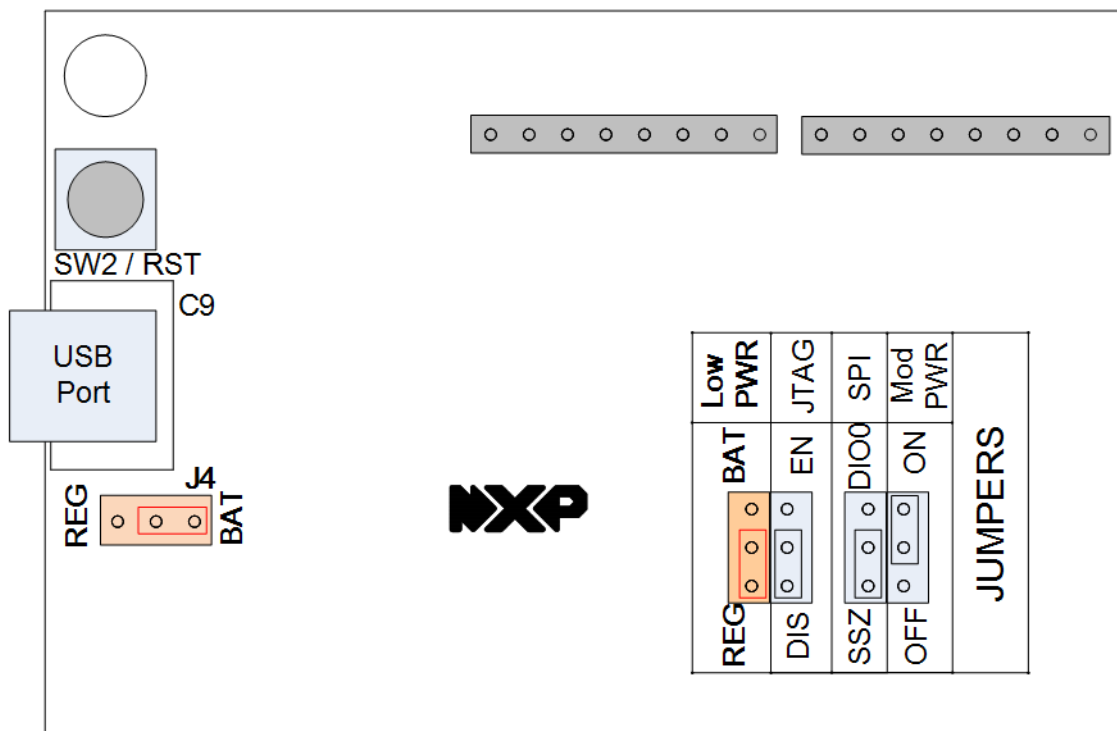 SW2 / RST
C9
USB
Port
J4
REG
BAT
NXP
Low
PWR
JTAG
SPI
Mod
PWR
BAT
EN
DIO0
ON
REG
DIS
SSZ
OFF
JUMPERS